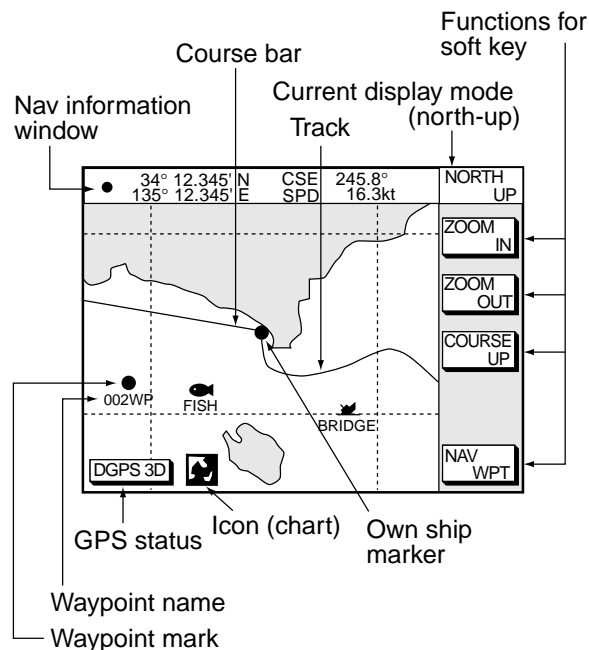 Functions for
soft key
Course bar
Current display mode
(north-up)
Nav information
window
Track
34° 12.345' N CSE 245.8°
135° 12.345' E SPD 16.3kt
NORTH
UP
ZOOM
IN
ZOOM
OUT
COURSE
UP
002WP
FISH
BRIDGE
NAV
WPT
DGPS 3D
GPS status
Icon (chart)
Own ship
marker
Waypoint name
Waypoint mark